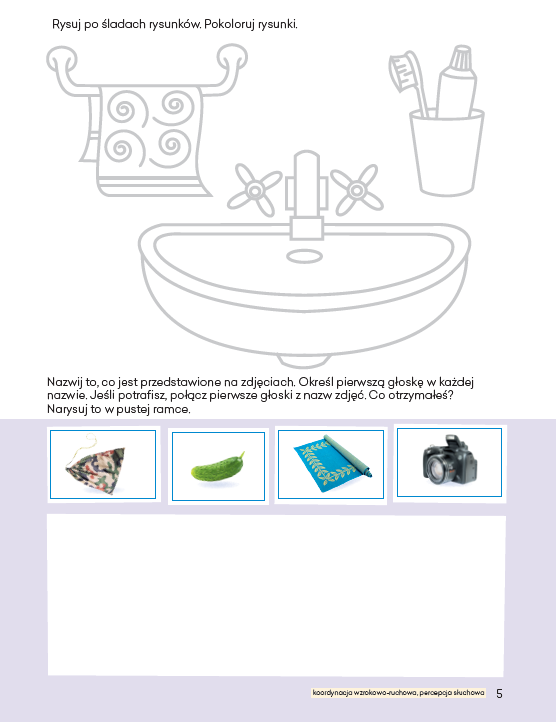 Rysuj po śladach rysunków. Pokoloruj rysunki.
Nazwij to, co jest przedstawione na zdjęciach. Określ pierwszą głoskę w każdej
nazwie. Jeśli potrafisz, połącz pierwsze głoski z nazw zdjęć. Co otrzymałeś?
Narysuj to w pustej ramce.
koordynacja wzrokowo-ruchowa, percepcja słuchowa 5